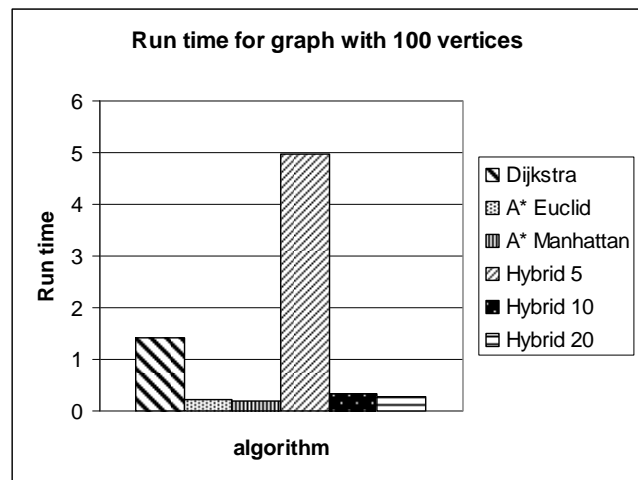 Run time for graph with 100 vertices
6
5
4
3
2
1
0
Run time
algorithm
Dijkstra
A* Euclid
A* Manhattan
Hybrid 5
Hybrid 10
Hybrid 20